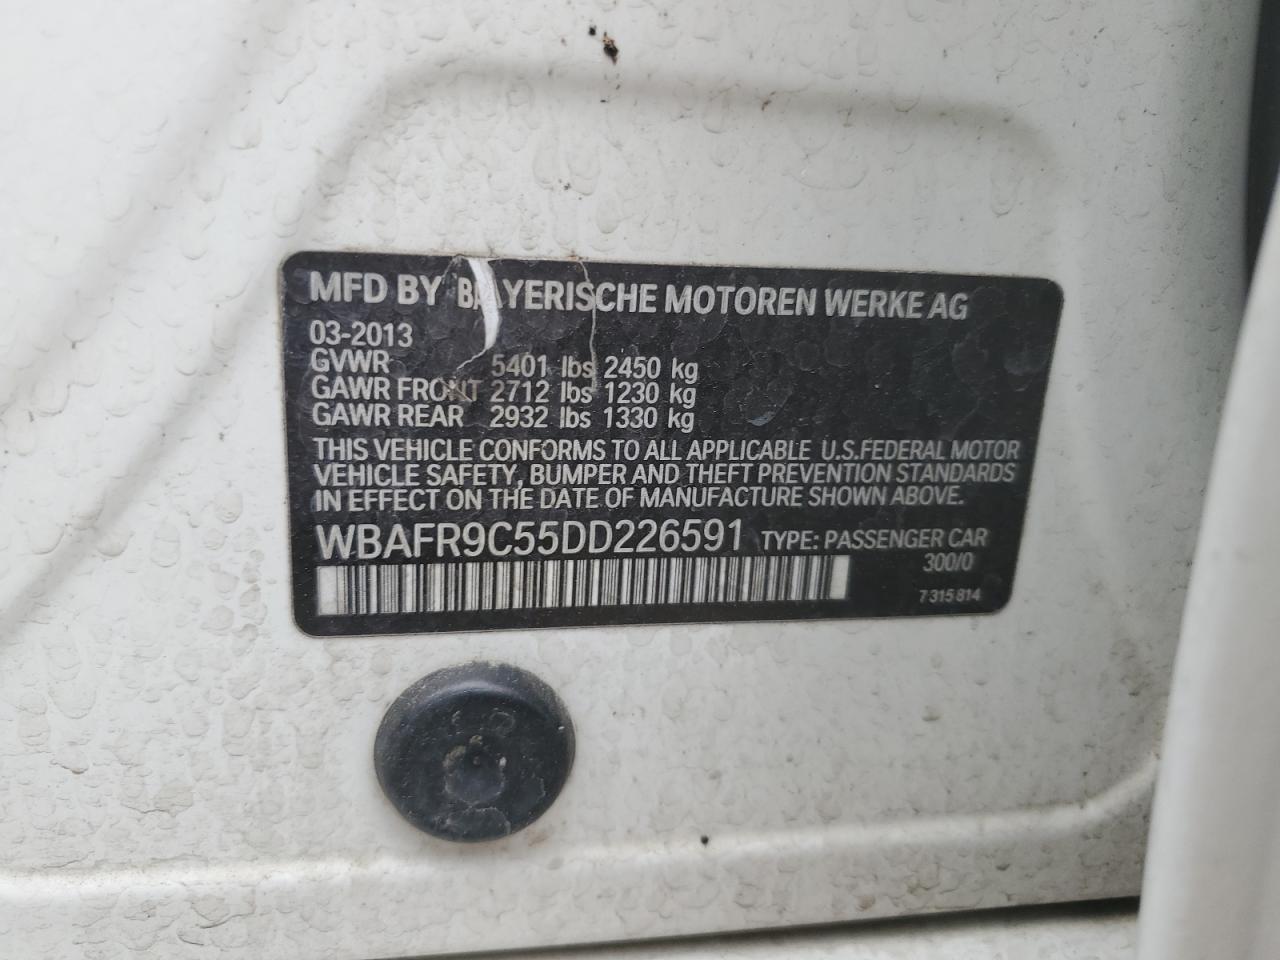 MFD BY BAYERISCHE MOTOREN WERKE AG
03-2013
GVWR 5401 lbs 2450 kg
GAWR FRONT 2712 lbs 1230 kg
GAWR REAR 2932 lbs 1330 kg
THIS VEHICLE CONFORMS TO ALL APPLICABLE U.S.FEDERAL MOTOR
VEHICLE SAFETY, BUMPER AND THEFT PREVENTION STANDARDS
IN EFFECT ON THE DATE OF MANUFACTURE SHOWN ABOVE.
WBAFR9C55DD226591 TYPE: PASSENGER CAR
300/0
7 315 814